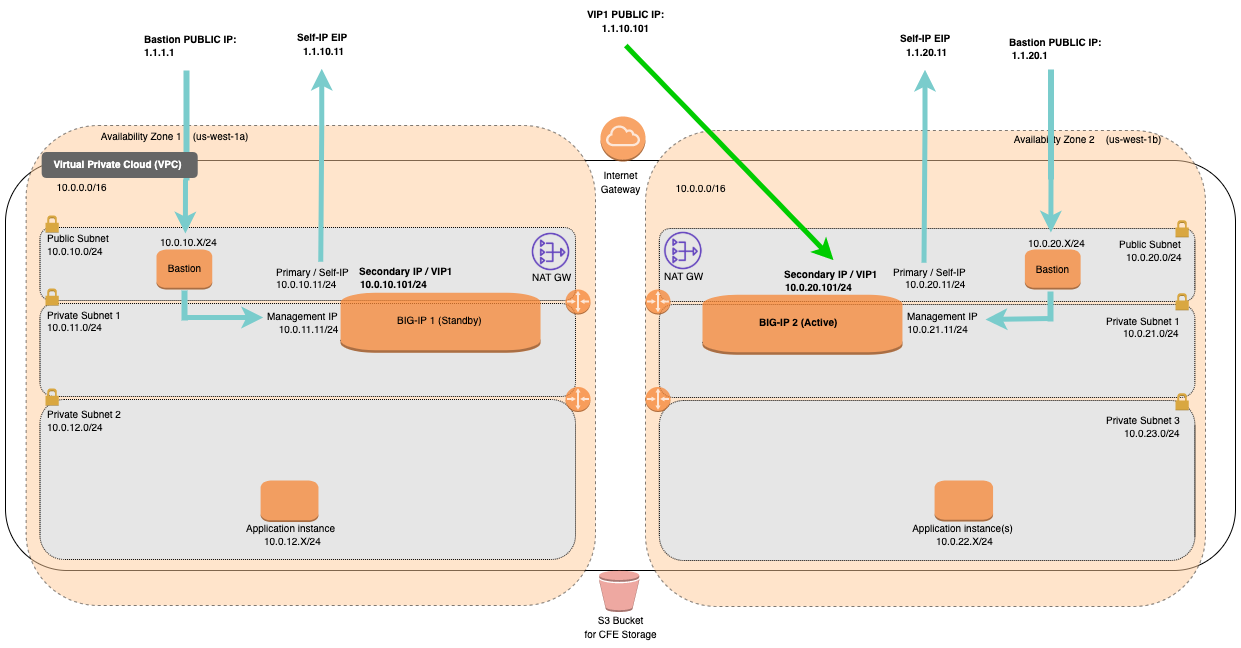 VIP1 PUBLIC IP:
1.1.10.101
Bastion PUBLIC IP:
1.1.1.1
Self-IP EIP
1.1.10.11
Self-IP EIP
1.1.20.11
Bastion PUBLIC IP:
1.1.20.1
Availability Zone 1 (us-west-1a)
Availability Zone 2 (us-west-1b)
Virtual Private Cloud (VPC)
10.0.0.0/16
Internet
Gateway
10.0.0.0/16
Public Subnet
10.0.10.0/24
10.0.10.X/24
Bastion
NAT GW
Primary / Self-IP
10.0.10.11/24
Secondary IP / VIP1
10.0.10.101/24
Private Subnet 1
10.0.11.0/24
Management IP
10.0.11.11/24
BIG-IP 1 (Standby)
Private Subnet 2
10.0.12.0/24
Application instance
10.0.12.X/24
NAT GW
Secondary IP / VIP1
10.0.20.101/24
Primary / Self-IP
10.0.20.11/24
10.0.20.X/24
Bastion
Public Subnet
10.0.20.0/24
BIG-IP 2 (Active)
Management IP
10.0.21.11/24
Private Subnet 1
10.0.21.0/24
Private Subnet 3
10.0.23.0/24
Application instance(s)
10.0.22.X/24
S3 Bucket
for CFE Storage